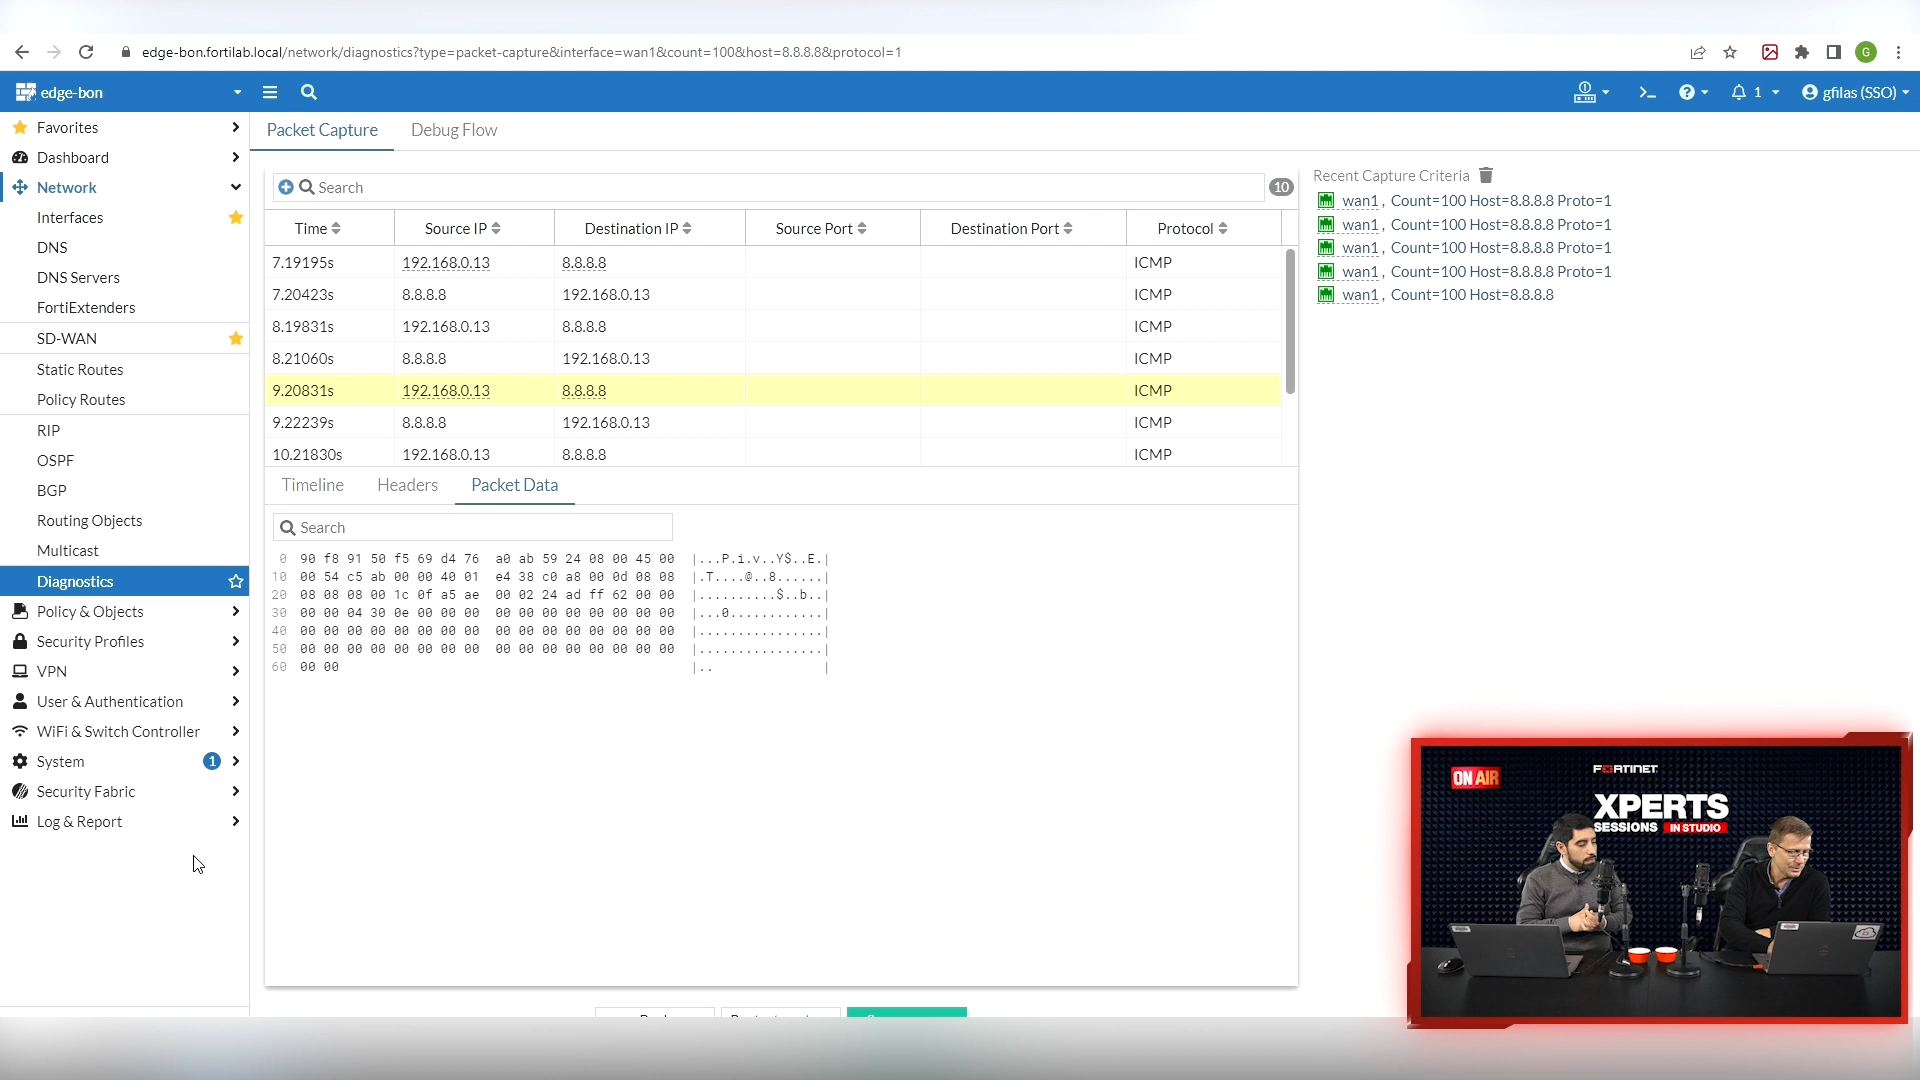 edge-bon.fortilab.local/network/diagnostics?type=packet-capture&interface=wan1&count=100&host=8.8.8.8&protocol=1
G
edge-bon
1
gfilas (SSO)
Favorites
Dashboard
Network
Interfaces
DNS
DNS Servers
FortiExtenders
SD-WAN
Static Routes
Policy Routes
RIP
OSPF
BGP
Routing Objects
Multicast
Diagnostics
Policy & Objects
Security Profiles
VPN
User & Authentication
WiFi & Switch Controller
System 1
Security Fabric
Log & Report
Packet Capture Debug Flow
Search 10
Time Source IP Destination IP Source Port Destination Port Protocol
7.19195s 192.168.0.13 8.8.8.8 ICMP
7.20423s 8.8.8.8 192.168.0.13 ICMP
8.19831s 192.168.0.13 8.8.8.8 ICMP
8.21060s 8.8.8.8 192.168.0.13 ICMP
9.20831s 192.168.0.13 8.8.8.8 ICMP
9.22239s 8.8.8.8 192.168.0.13 ICMP
10.21830s 192.168.0.13 8.8.8.8 ICMP
Timeline Headers Packet Data
Search
0 90 f8 91 50 f5 69 d4 76 a0 ab 59 24 08 00 45 00 |...P.i.v..Y$..E.|
10 00 54 c5 ab 00 00 40 01 e4 38 c0 a8 00 0d 08 08 |.T....@..8......|
20 08 08 08 00 1c 0f a5 ae 00 02 24 ad ff 62 00 00 |..........$..b..|
30 00 00 04 30 0e 00 00 00 00 00 00 00 00 00 00 00 |...0............|
40 00 00 00 00 00 00 00 00 00 00 00 00 00 00 00 00 |................|
50 00 00 00 00 00 00 00 00 00 00 00 00 00 00 00 00 |................|
60 00 00 |.. |
Recent Capture Criteria
wan1 , Count=100 Host=8.8.8.8 Proto=1
wan1 , Count=100 Host=8.8.8.8 Proto=1
wan1 , Count=100 Host=8.8.8.8 Proto=1
wan1 , Count=100 Host=8.8.8.8 Proto=1
wan1 , Count=100 Host=8.8.8.8
ON AIR
FORTINET
XPERTS
SESSIONS IN STUDIO